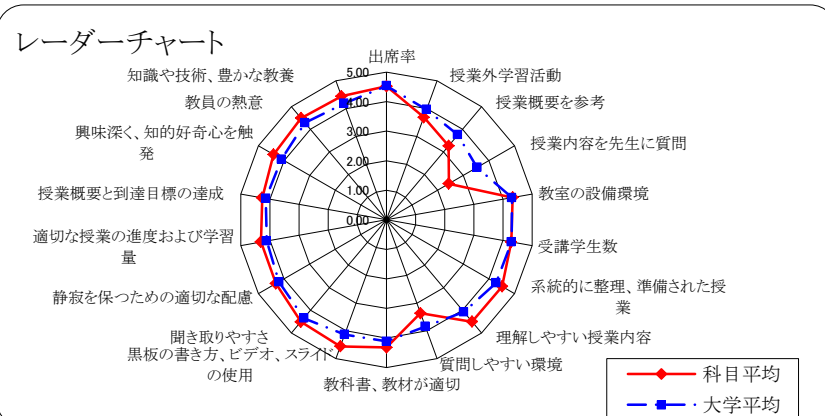 レーダーチャート
出席率
授業外学習活動
授業概要を参考
授業内容を先生に質問
教室の設備環境
受講学生数
系統的に整理、準備された授
業
理解しやすい授業内容
質問しやすい環境
教科書、教材が適切
黒板の書き方、ビデオ、スライド
の使用
聞き取りやすさ
静寂を保つための適切な配慮
適切な授業の進度および学習
量
授業概要と到達目標の達成
興味深く、知的好奇心を触
発
教員の熱意
知識や技術、豊かな教養
5.00
4.00
3.00
2.00
1.00
0.00
科目平均
大学平均